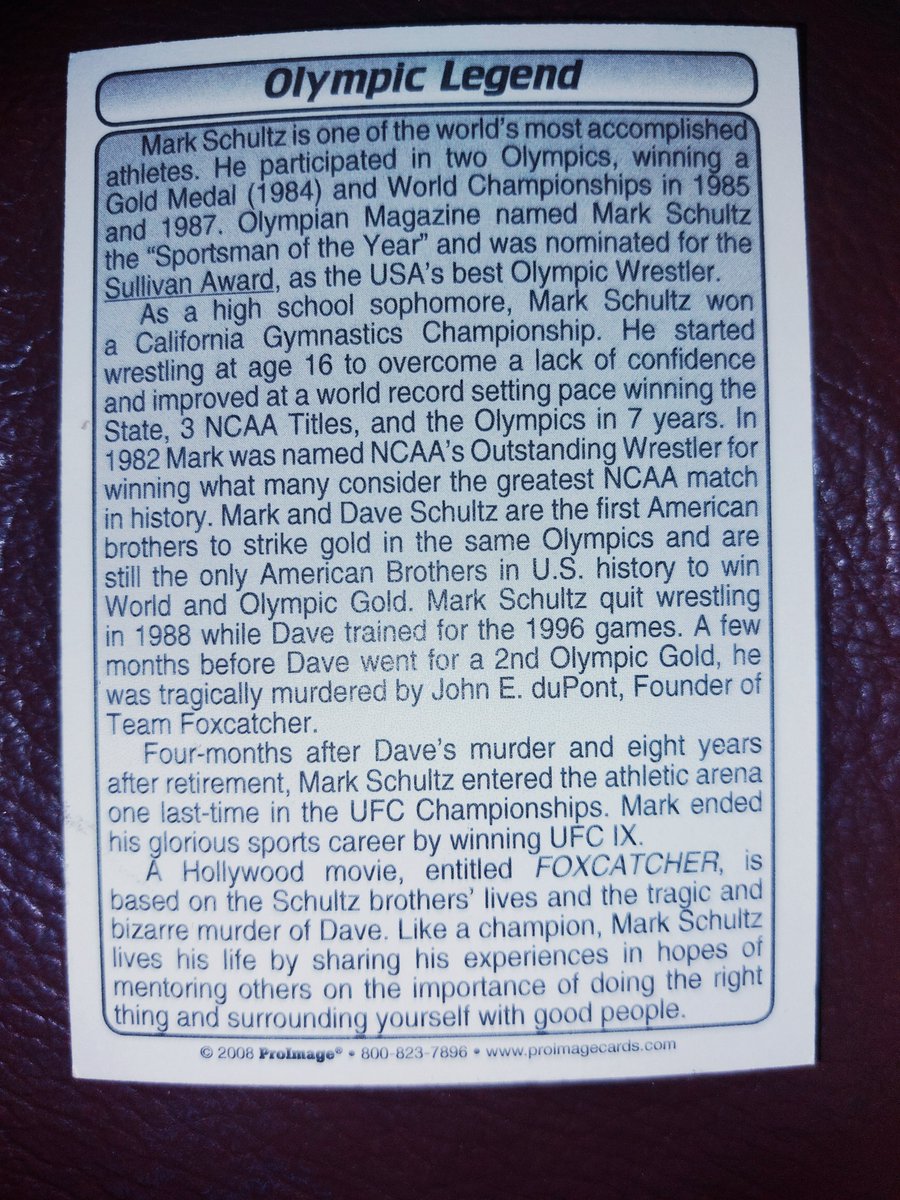 Olympic Legend
Mark Schultz is one of the world's most accomplished
athletes. He participated in two Olympics, winning a
Gold Medal (1984) and World Championships in 1985
and 1987. Olympian Magazine named Mark Schultz
the "Sportsman of the Year" and was nominated for the
Sullivan Award, as the USA's best Olympic Wrestler.
As a high school sophomore, Mark Schultz won
a California Gymnastics Championship. He started
wrestling at age 16 to overcome a lack of confidence
and improved at a world record setting pace winning the
State, 3 NCAA Titles, and the Olympics in 7 years. In
1982 Mark was named NCAA's Outstanding Wrestler for
winning what many consider the greatest NCAA match
in history. Mark and Dave Schultz are the first American
brothers to strike gold in the same Olympics and are
still the only American Brothers in U.S. history to win
World and Olympic Gold. Mark Schultz quit wrestling
in 1988 while Dave trained for the 1996 games. A few
months before Dave went for a 2nd Olympic Gold, he
was tragically murdered by John E. duPont, Founder of
Team Foxcatcher.
Four-months after Dave's murder and eight years
after retirement, Mark Schultz entered the athletic arena
one last-time in the UFC Championships. Mark ended
his glorious sports career by winning UFC IX.
A Hollywood movie, entitled FOXCATCHER, is
based on the Schultz brothers' lives and the tragic and
bizarre murder of Dave. Like a champion, Mark Schultz
lives his life by sharing his experiences in hopes of
mentoring others on the importance of doing the right
thing and surrounding yourself with good people.
© 2008 ProImage® • 800-823-7896 • www.proimagecards.com